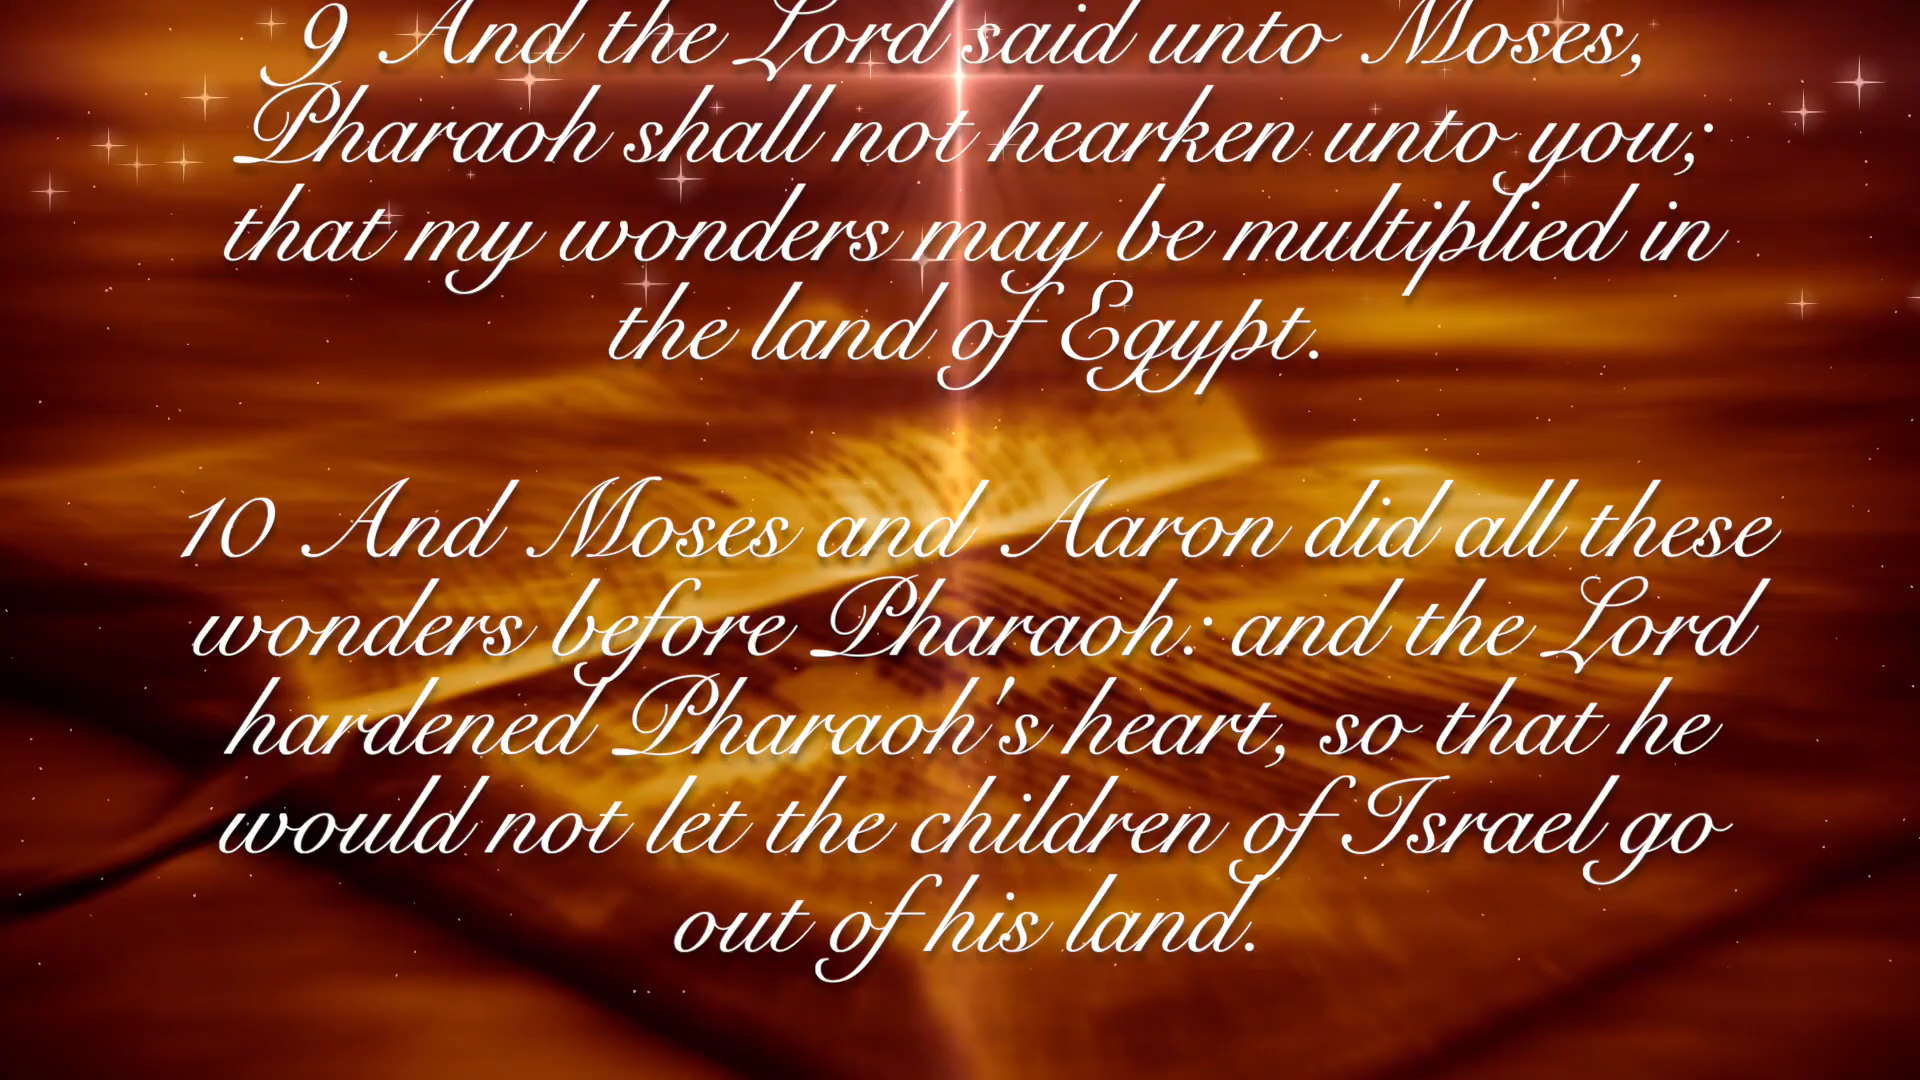 9 And the Lord said unto Moses,
Pharaoh shall not hearken unto you;
that my wonders may be multiplied in
the land of Egypt.
10 And Moses and Aaron did all these
wonders before Pharaoh: and the Lord
hardened Pharaoh's heart, so that he
would not let the children of Israel go
out of his land.